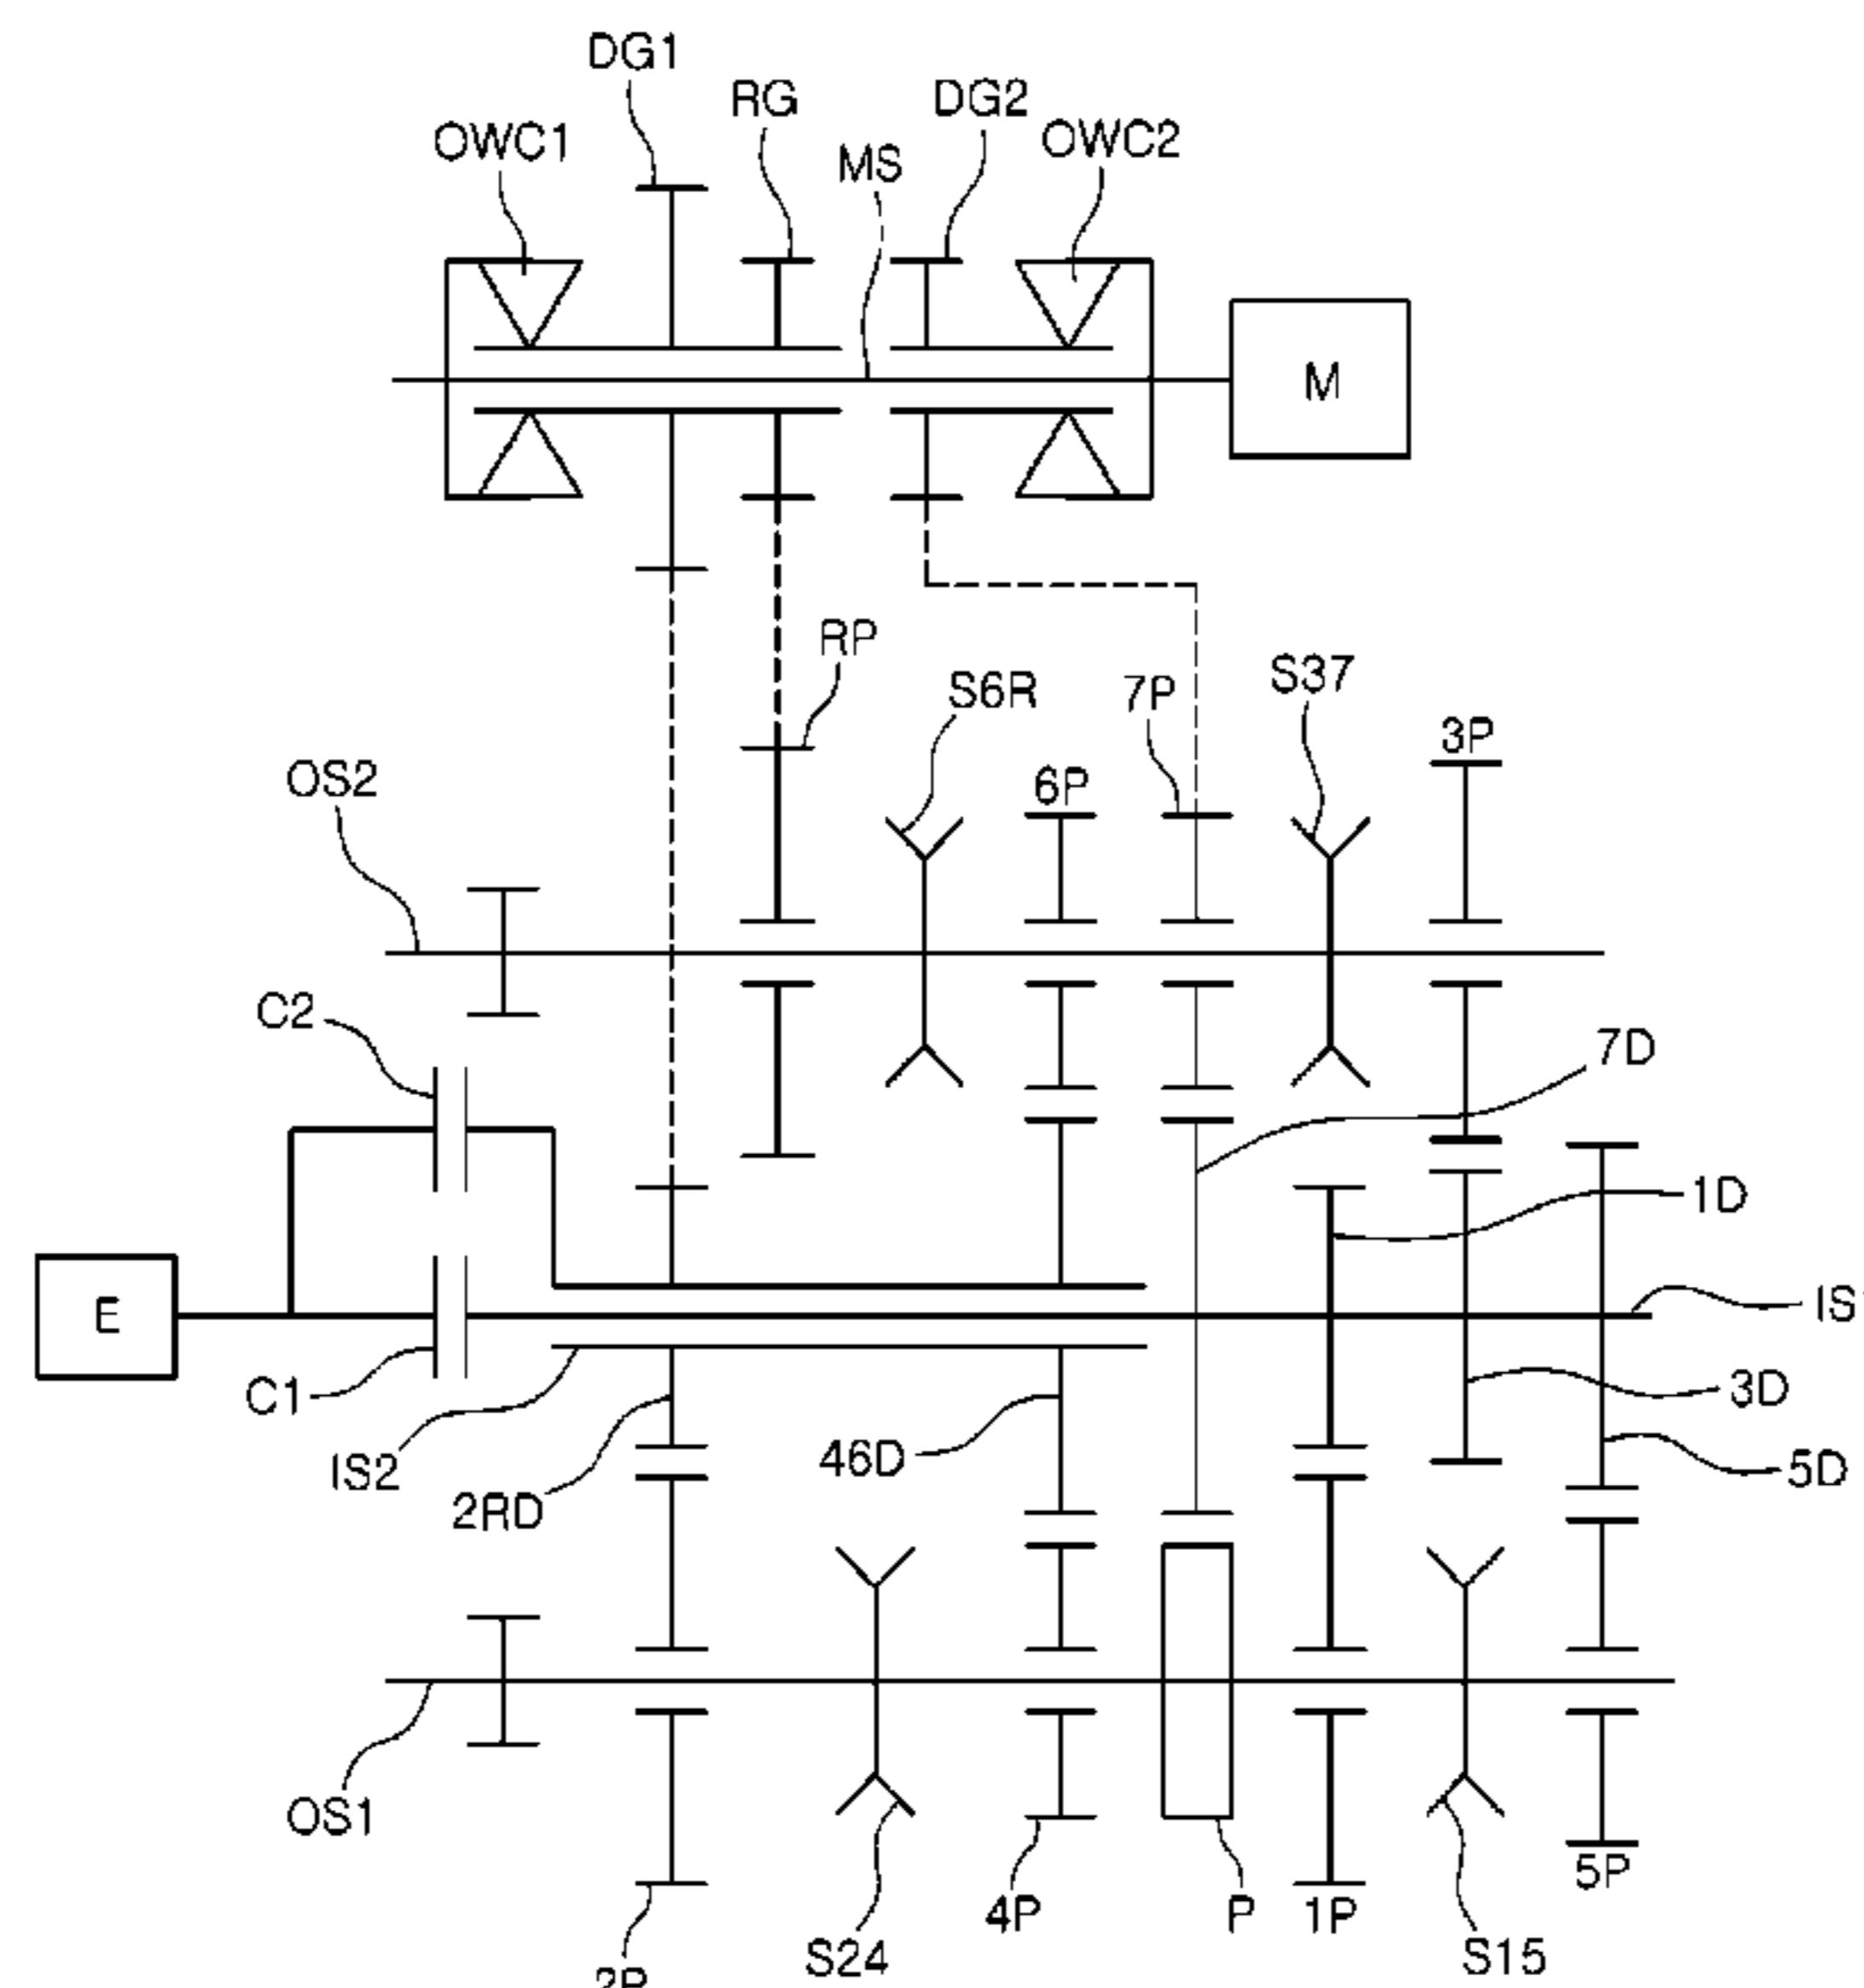 DG1
RG
DG2
OWC1
MS
OWC2
M
RP
S6R
7P
S37
3P
OS2
6P
C2
7D
1D
E
IS
C1
3D
IS2
46D
2RD
5D
OS1
5P
4P
P
1P
S24
S15